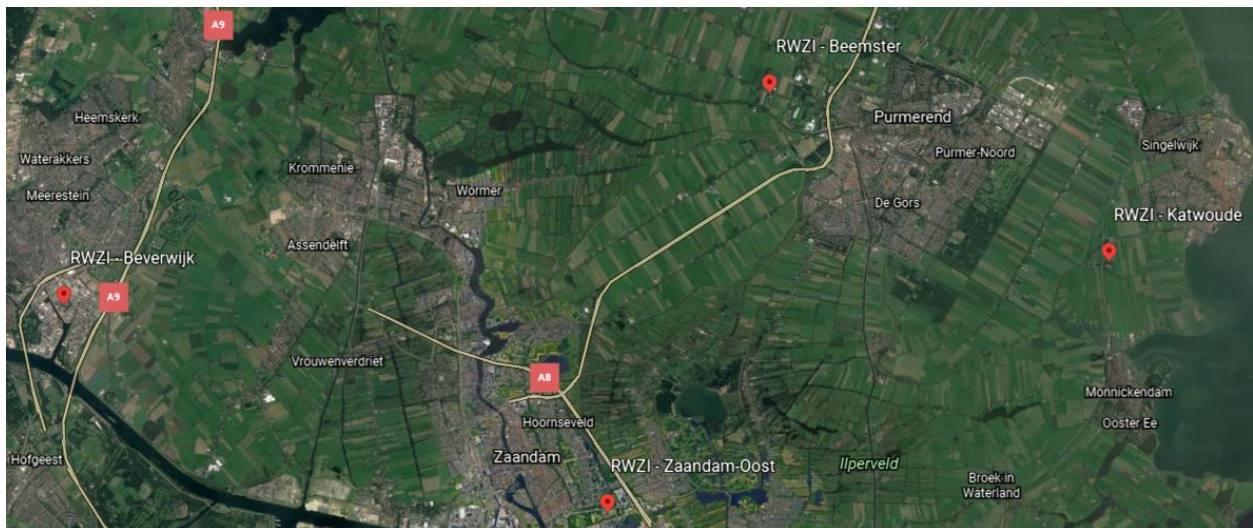 A9
RWZI - Beemster
Heemskerk
Purmerend
Waterakkers
Krommenie
Purmer-Noord
Singelwijk
Meerestein
Wormer
De Gors
RWZI - Katwoude
Assendelft
RWZI - Beverwijk
A9
Vrouwenverdriet
A8
Monnickendam
Hoornseveld
Ooster Ee
Zaandam
Hofgeest
RWZI - Zaandam-Oost
Ilperveld
Broek in
Waterland